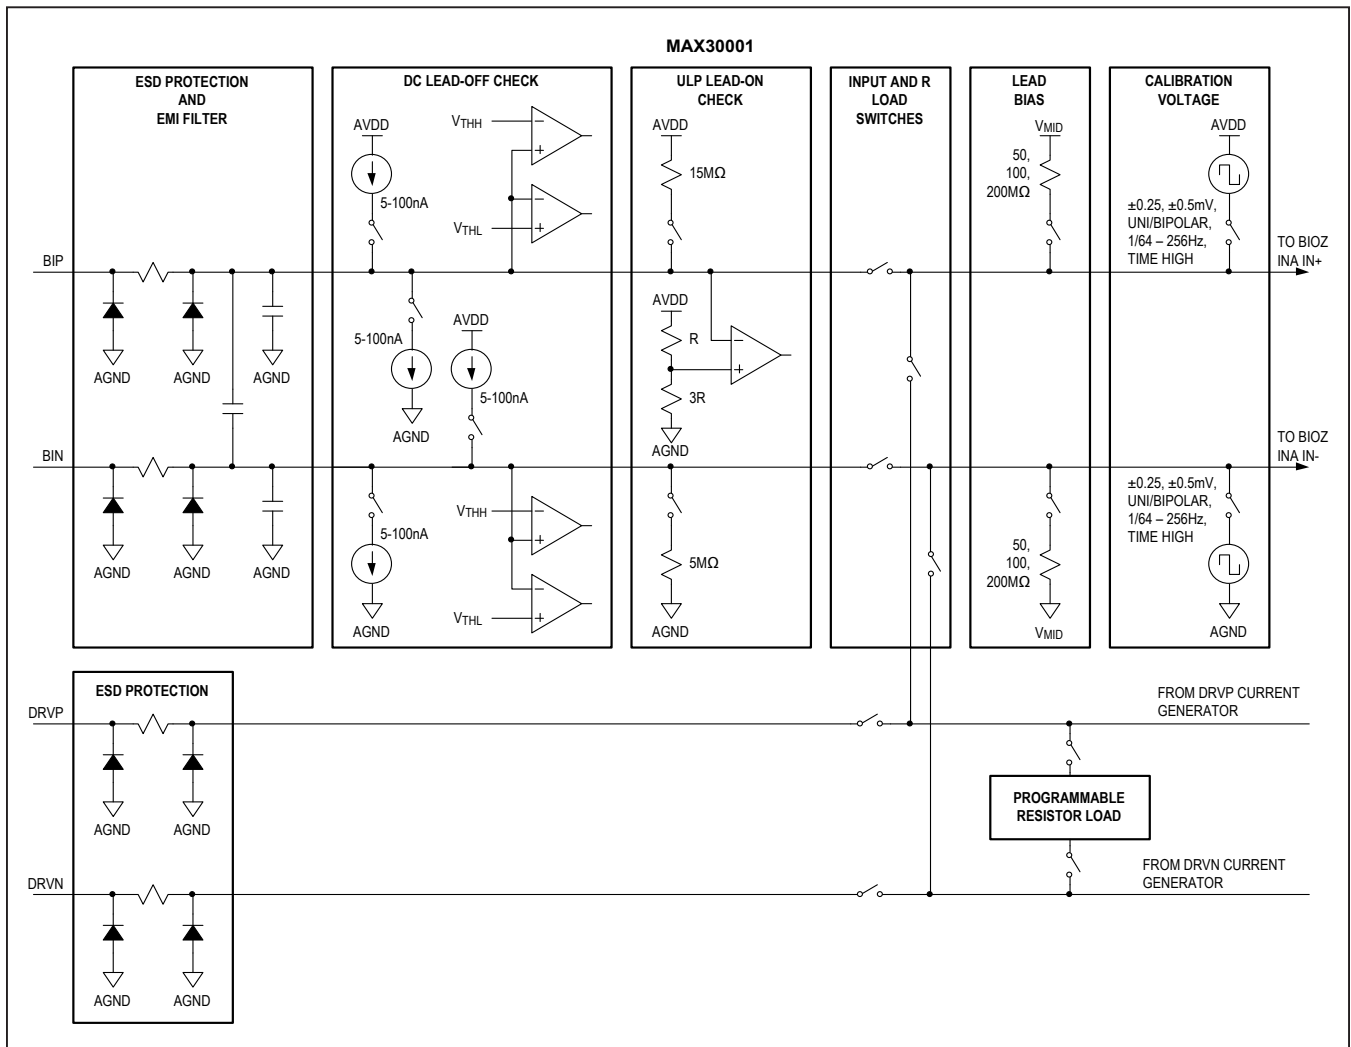 MAX30001
ESD PROTECTION
AND
EMI FILTER
DC LEAD-OFF CHECK
ULP LEAD-ON
CHECK
INPUT AND R
LOAD
SWITCHES
LEAD
BIAS
CALIBRATION
VOLTAGE
AVDD
5-100nA
VTHH
VTHL
AVDD
15MΩ
VMID
50,
100,
200MΩ
AVDD
±0.25, ±0.5mV,
UNI/BIPOLAR,
1/64 – 256Hz,
TIME HIGH
TO BIOZ
INA IN+
BIP
AGND
AGND
AGND
5-100nA
AGND
AVDD
5-100nA
AVDD
R
3R
AGND
BIN
TO BIOZ
INA IN-
AGND
AGND
AGND
5-100nA
AGND
VTHH
VTHL
5MΩ
AGND
50,
100,
200MΩ
VMID
±0.25, ±0.5mV,
UNI/BIPOLAR,
1/64 – 256Hz,
TIME HIGH
AGND
ESD PROTECTION
DRVP
AGND
AGND
FROM DRVP CURRENT
GENERATOR
PROGRAMMABLE
RESISTOR LOAD
DRVN
AGND
AGND
FROM DRVN CURRENT
GENERATOR